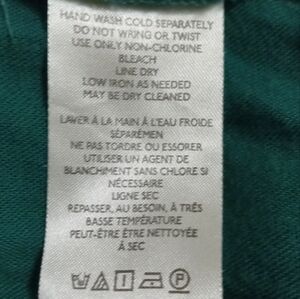 HAND WASH COLD SEPARATELY
DO NOT WRING OR TWIST
USE ONLY NON-CHLORINE
BLEACH
LINE DRY
LOW IRON AS NEEDED
MAY BE DRY CLEANED
LAVER À LA MAIN À L'EAU FROIDE
SÉPARÉMEN
NE PAS TORDRE OU ESSORER
UTILISER UN AGENT DE
BLANCHIMENT SANS CHLORE SI
NÉCESSAIRE
LIGNE SEC
REPASSER, AU BESOIN, À TRÈS
BASSE TEMPÉRATURE
PEUT-ÊTRE ÊTRE NETTOYÉE
À SEC